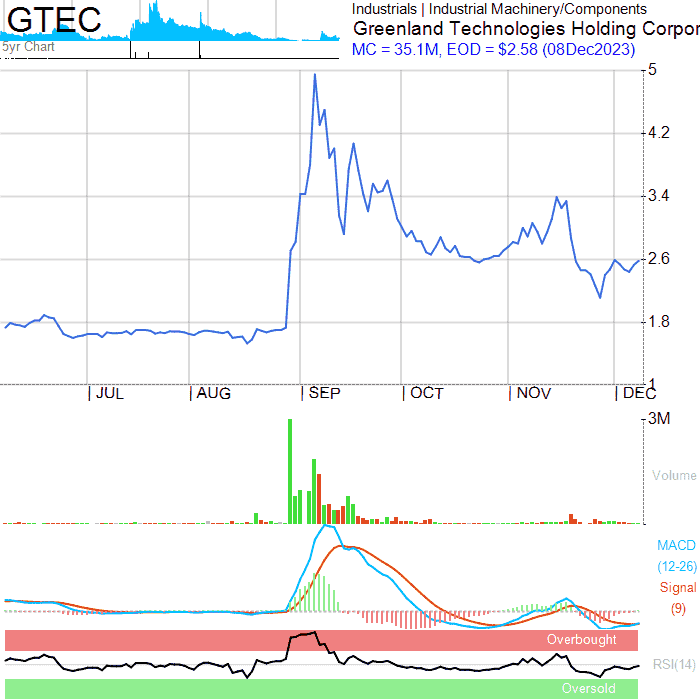 GTEC
5yr Chart
Industrials | Industrial Machinery/Components
Greenland Technologies Holding Corpor
MC = 35.1M, EOD = $2.58 (08Dec2023)
5
4.2
3.4
2.6
1.8
1
JUL AUG SEP OCT NOV DEC
3M
Volume
MACD
(12-26)
Signal
(9)
Overbought
RSI(14)
Oversold